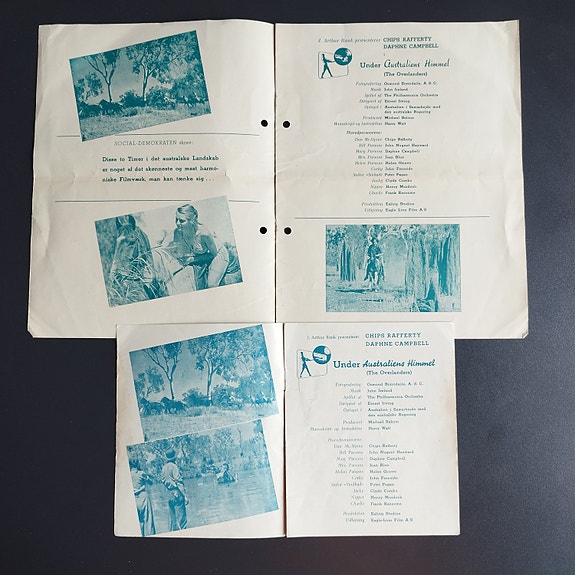 SOCIAL-DEMOKRATEN skrev:
Disse to Timer i det australske Landskab
er noget af det skønneste og mest harmo-
niske Filmværk, man kan tænke sig . . .
J. Arthur Rank præsenterer CHIPS RAFFERTY
DAPHNE CAMPBELL
i
Under Australiens Himmel
(The Overlanders)
Fotografering Osmond Borradaile, A. S. C.
Musik John Ireland
Spillet af The Philharmonia Orchestra
Dirigeret af Ernest Irving
Optaget i Australien i Samarbejde med
den australske Regering
Produceret Michael Balcon
Manuskript og Instruktion Harry Watt
Hovedpersonerne:
Dan McAlpine Chips Rafferty
Bill Parsons John Nugent Hayward
Mary Parsons Daphne Campbell
Mrs. Parsons Jean Blue
Helen Parsons Helen Grieve
Corky John Fernside
Sailor Peter Pagan
Jacky Clyde Combo
Nipper Henry Murdoch
Charlie Frank Ransome
Produktion Ealing Studios
Udlejning Eagle Lion Film A/S
J. Arthur Rank præsenterer: CHIPS RAFFERTY
DAPHNE CAMPBELL
i
Under Australiens Himmel
(The Overlanders)
Fotografering Osmond Borradaile, A. S. C.
Musik John Ireland
Spillet af The Philharmonia Orchestra
Dirigeret af Ernest Irving
Optaget i Australien i Samarbejde med
den australske Regering
Produceret Michael Balcon
Manuskript og Instruktion Harry Watt
Hovedpersonerne:
Dan McAlpine Chips Rafferty
Bill Parsons John Nugent Hayward
Mary Parsons Daphne Campbell
Mrs. Parsons Jean Blue
Helen Parsons Helen Grieve
Corky John Fernside
Sailor Peter Pagan
Jacky Clyde Combo
Nipper Henry Murdoch
Charlie Frank Ransome
Produktion Ealing Studios
Udlejning Eagle-Lion Film A/S